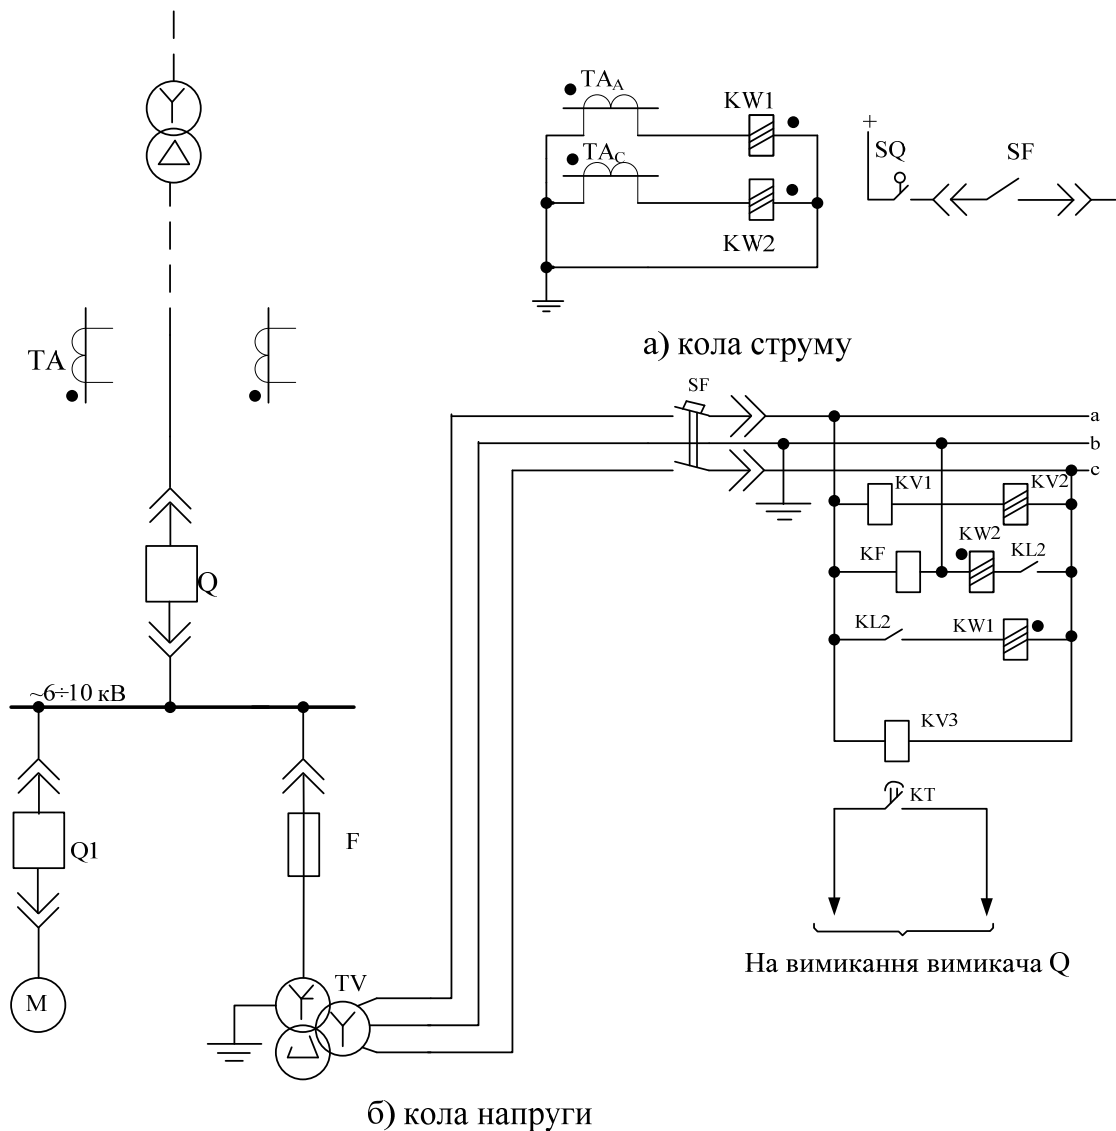 TA_A
KW1
+
SQ
SF
TA_C
KW2
а) кола струму
TA
SF
a
b
c
KV1
KV2
KW2
KF
KL2
Q
KL2
KW1
~6÷10 кВ
KV3
KT
Q1
F
На вимикання вимикача Q
TV
M
б) кола напруги